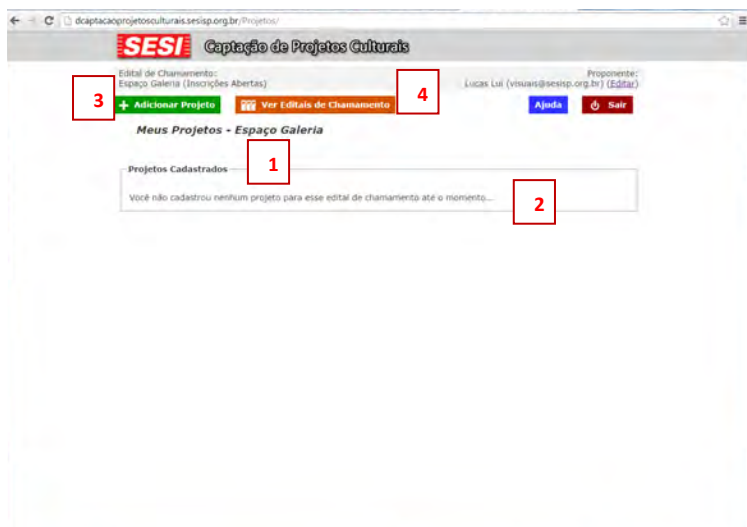 dcaptacaoprojetosculturais.sesisp.org.br/Projetos/
SESI Captação de Projetos Culturais
Edital de Chamamento:
Espaço Galeria (Inscrições Abertas)
Proponente:
Lucas Lui (visuais@sesisp.org.br) (Editar)
3
4
Adicionar Projeto
Ver Editais de Chamamento
Ajuda
Sair
Meus Projetos - Espaço Galeria
Projetos Cadastrados
1
Você não cadastrou nenhum projeto para esse edital de chamamento até o momento...
2